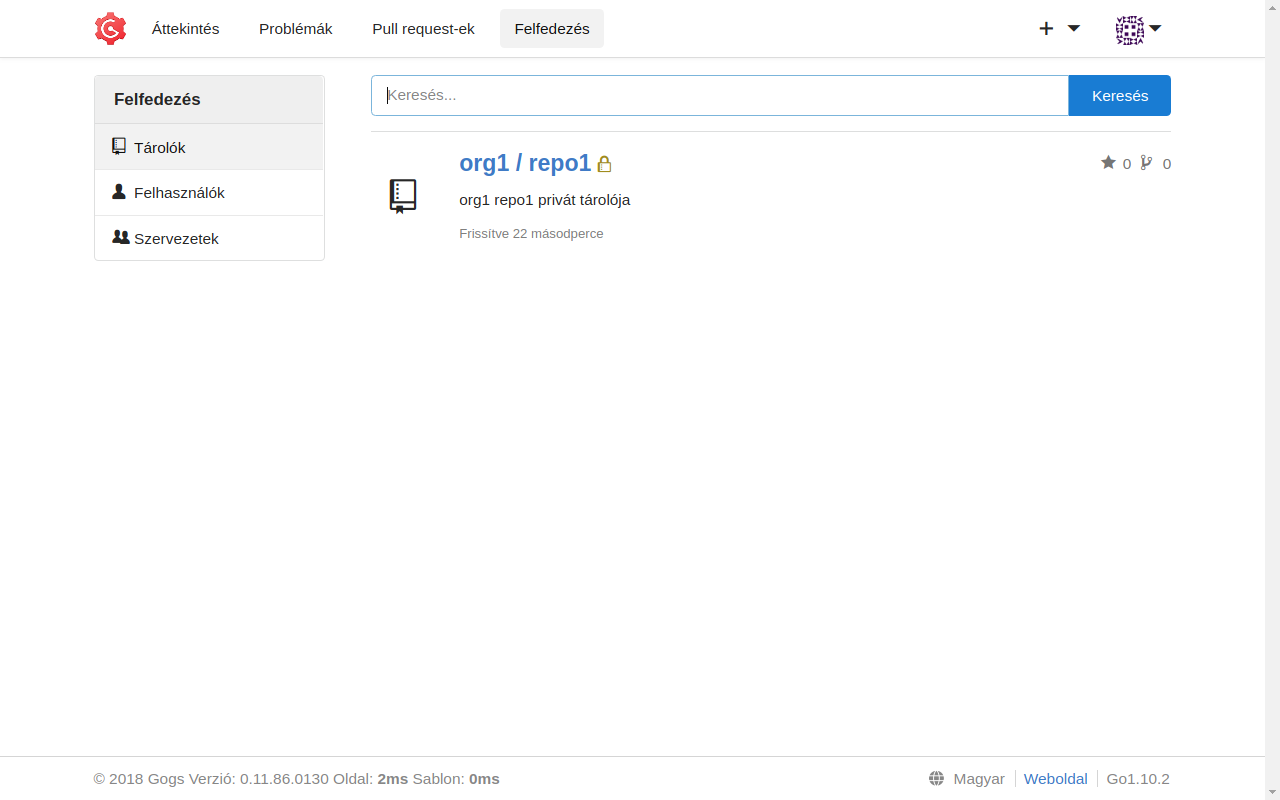 Áttekintés Problémák Pull request-ek Felfedezés
Felfedezés
Tárolók
Felhasználók
Szervezetek
Keresés... Keresés
org1 / repo1 0 0
org1 repo1 privát tárolója
Frissítve 22 másodperce
© 2018 Gogs Verzió: 0.11.86.0130 Oldal: 2ms Sablon: 0ms Magyar Weboldal Go1.10.2